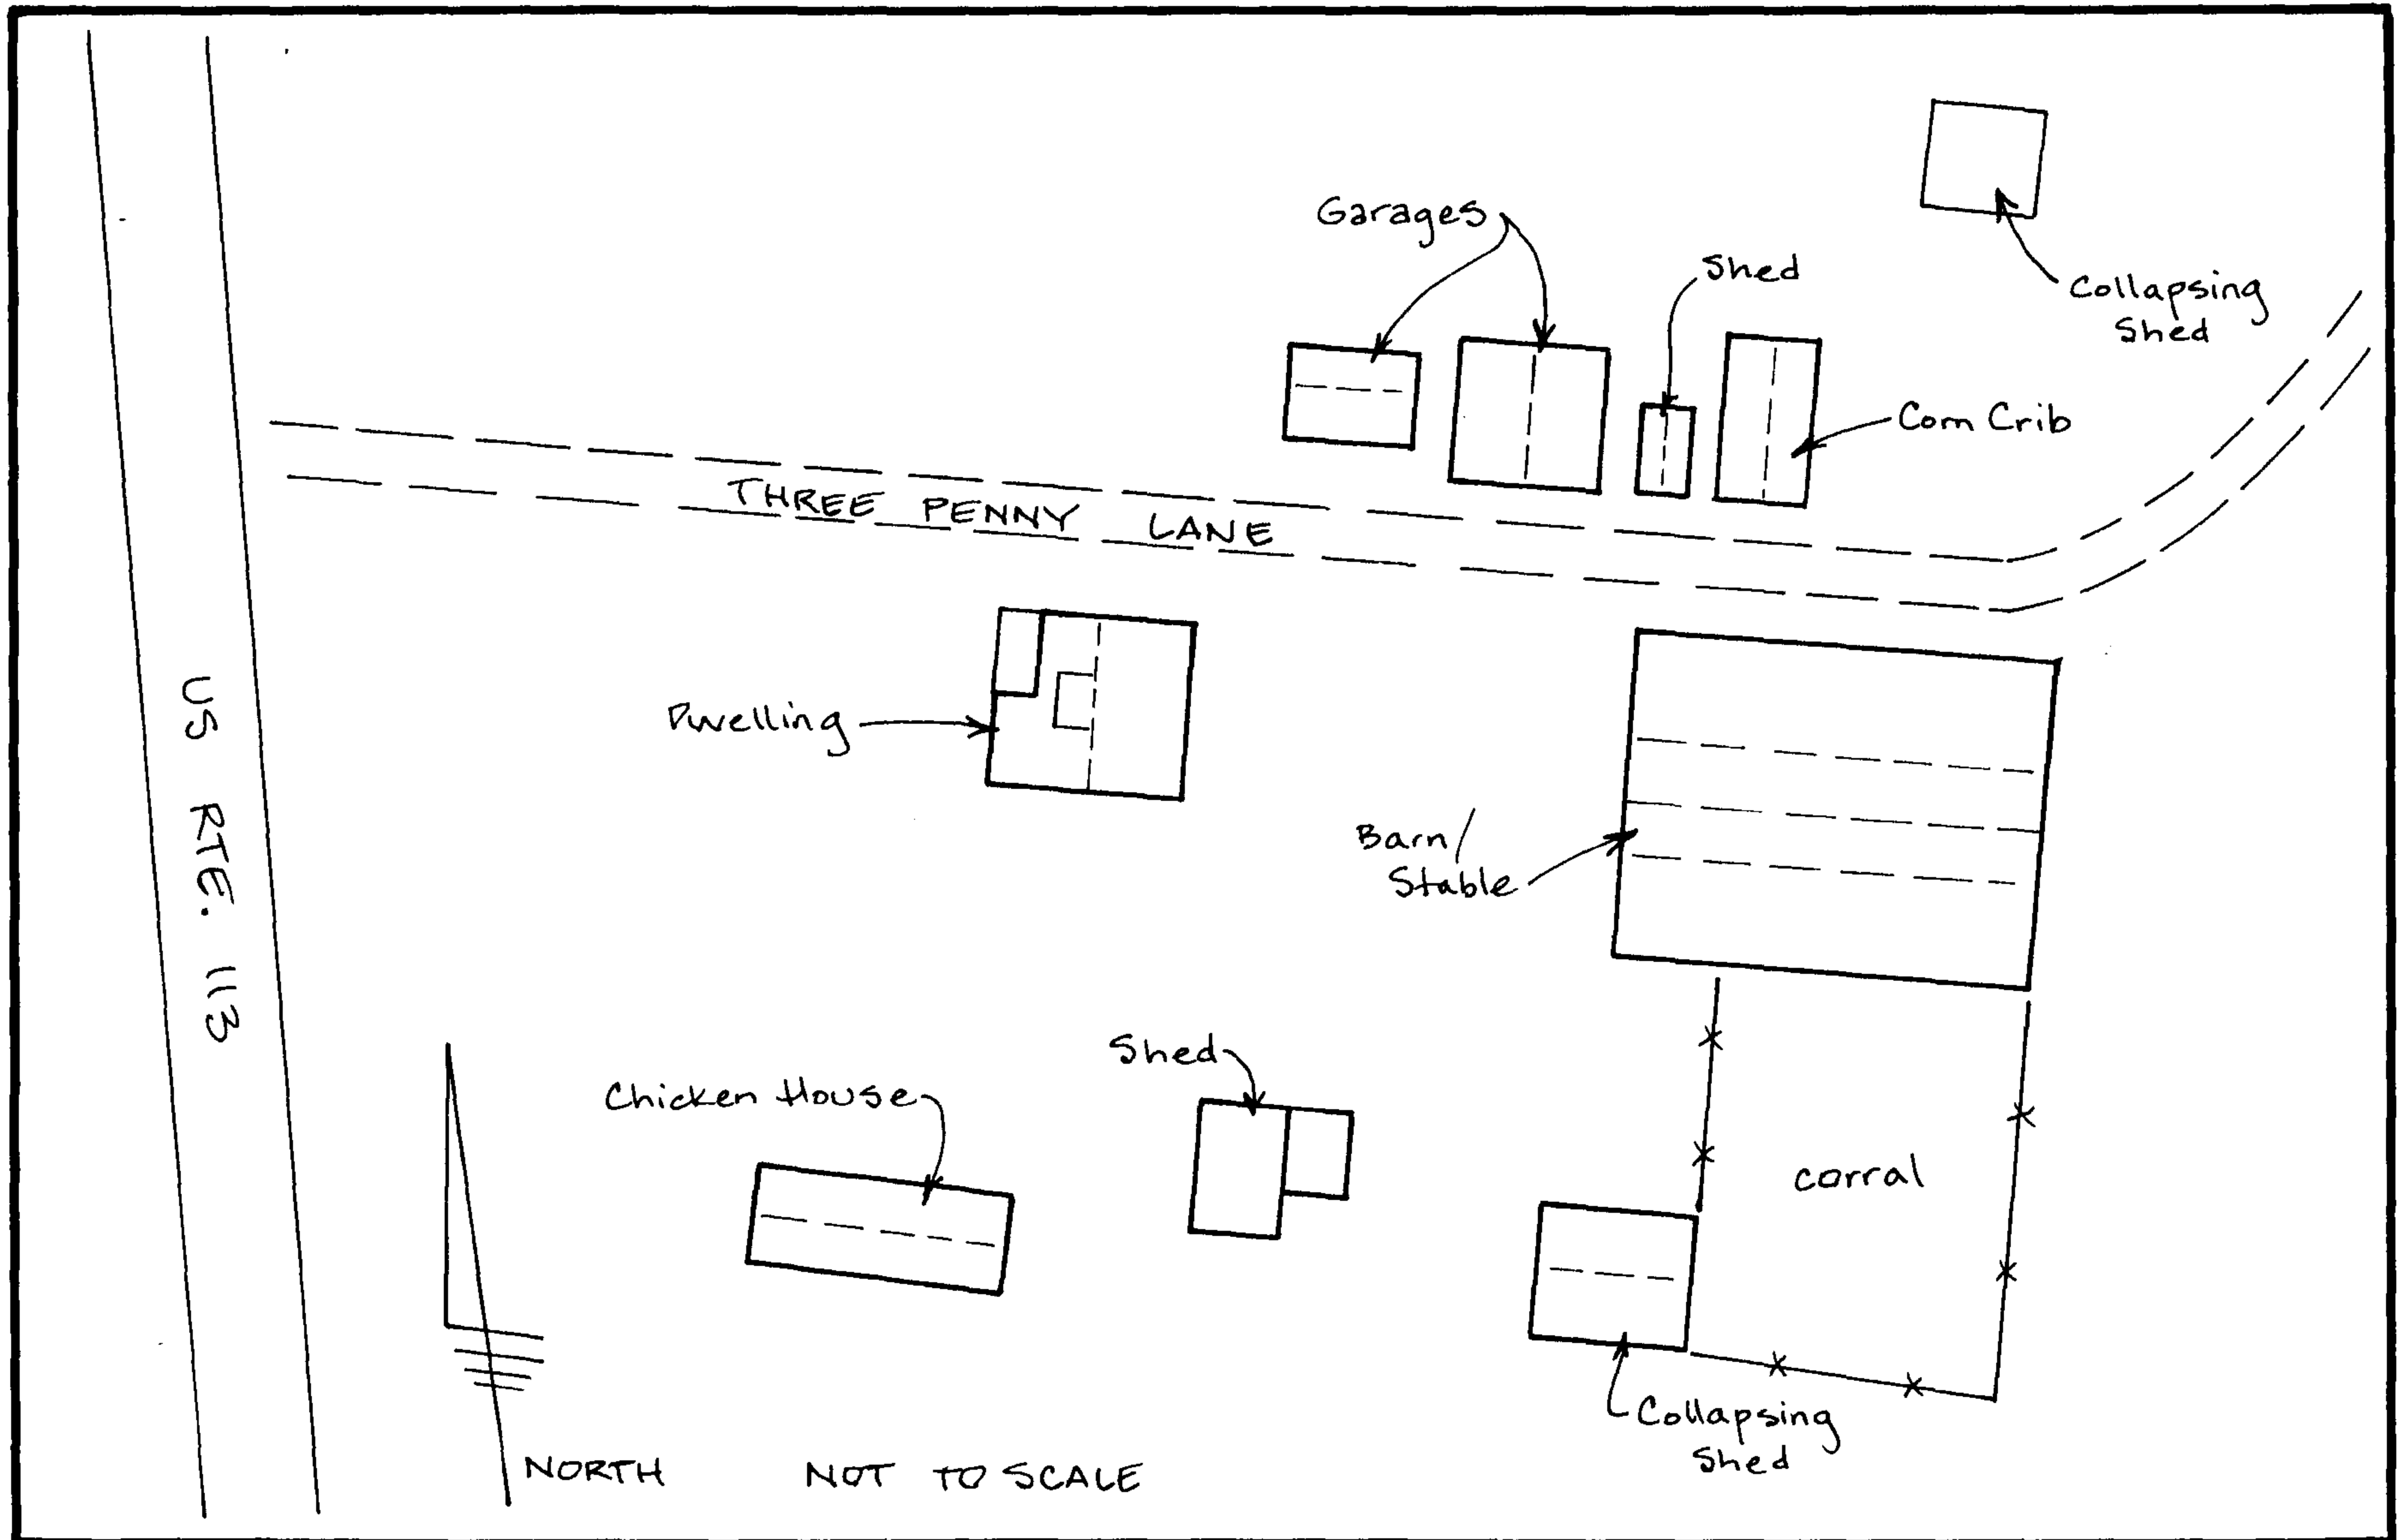 Garages
Shed
Collapsing
Shed
Corn Crib
THREE PENNY LANE
Dwelling
US RTE. 113
Barn/
Stable
Shed
Chicken House
corral
Collapsing
Shed
NORTH
NOT TO SCALE